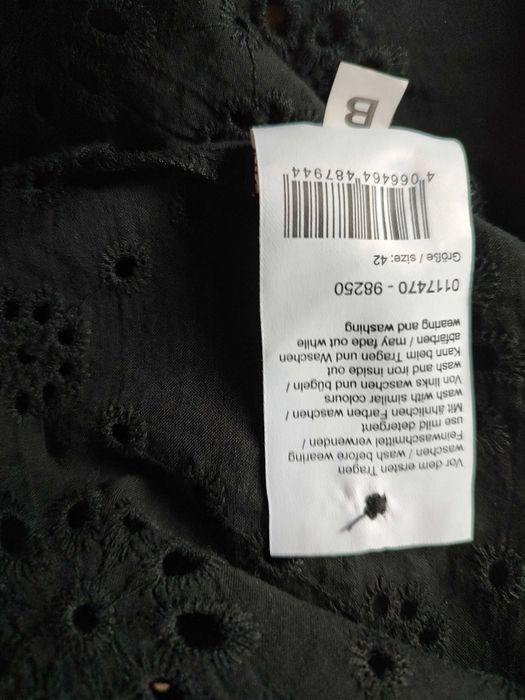 Vor dem ersten Tragen
waschen / wash before wearing
Feinwaschmittel verwenden /
use mild detergent
Mit ähnlichen Farben waschen /
wash with similar colours
Von links waschen und bügeln /
wash and iron inside out
Kann beim Tragen und Waschen
abfärben / may fade out while
wearing and washing
0117470 - 98250
Größe / size: 42
4 066464 487944
B